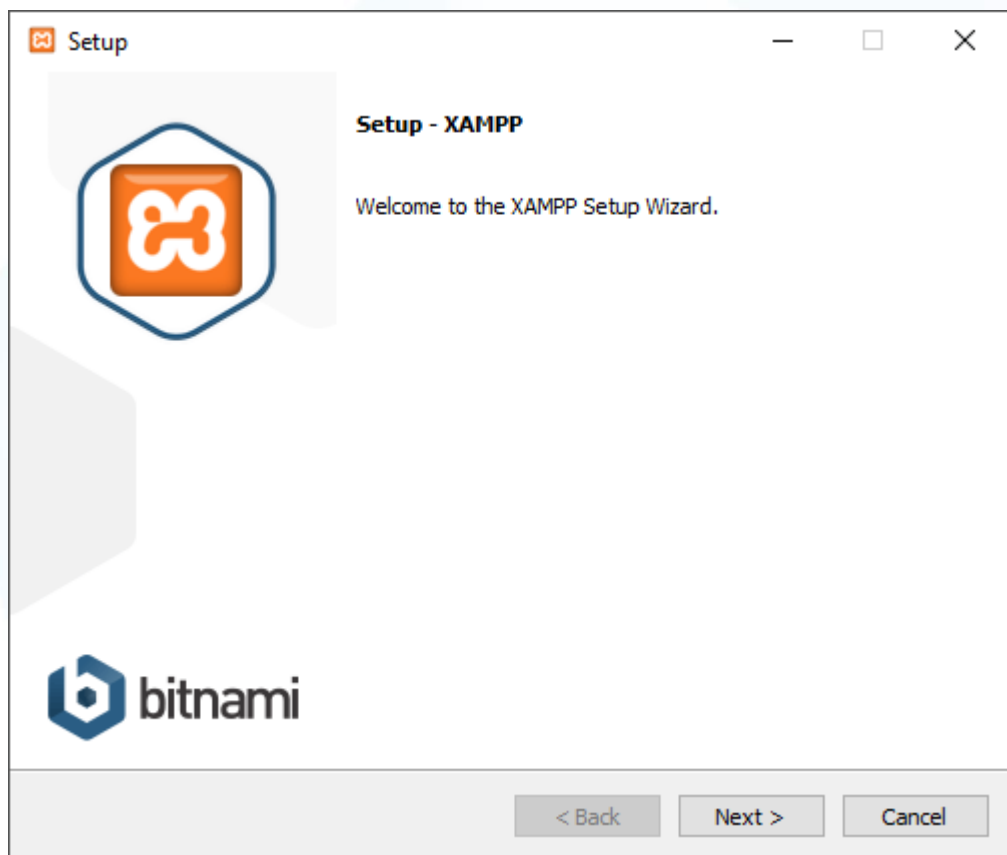 Setup
Setup - XAMPP
Welcome to the XAMPP Setup Wizard.
bitnami
< Back
Next >
Cancel